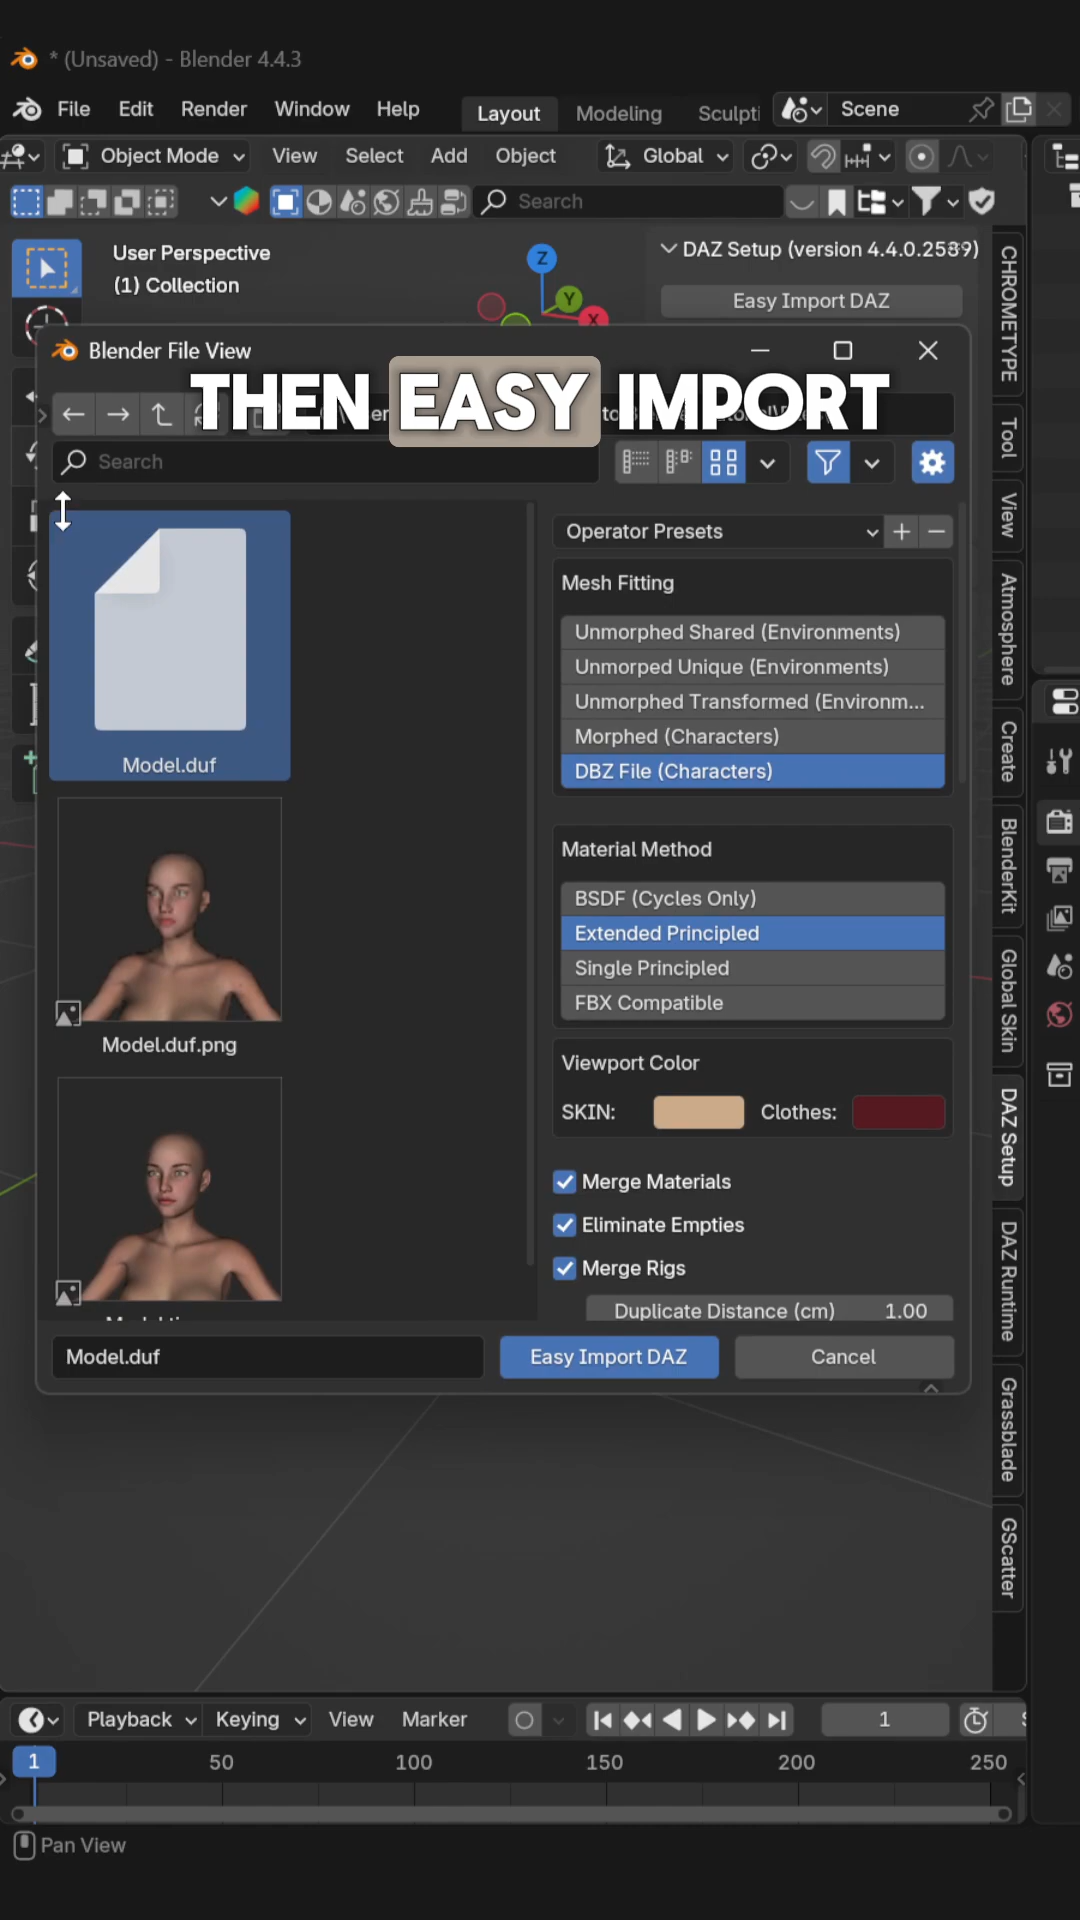 * (Unsaved) - Blender 4.4.3
File Edit Render Window Help Layout Modeling Sculpti Scene
Object Mode View Select Add Object Global
Search
User Perspective
(1) Collection
DAZ Setup (version 4.4.0.2539)
Easy Import DAZ
Z
Y
X
Blender File View
THEN EASY IMPORT
Search
Operator Presets
Mesh Fitting
Unmorphed Shared (Environments)
Unmorped Unique (Environments)
Unmorphed Transformed (Environm...
Morphed (Characters)
DBZ File (Characters)
Model.duf
Material Method
BSDF (Cycles Only)
Extended Principled
Single Principled
FBX Compatible
Model.duf.png
Viewport Color
SKIN: Clothes:
Merge Materials
Eliminate Empties
Merge Rigs
Duplicate Distance (cm) 1.00
Model.duf Easy Import DAZ Cancel
CHROMETYPE
Tool
View
Atmosphere
Create
BlenderKit
Global Skin
DAZ Setup
DAZ Runtime
Grassblade
GScatter
Playback Keying View Marker 1
1 50 100 150 200 250
Pan View